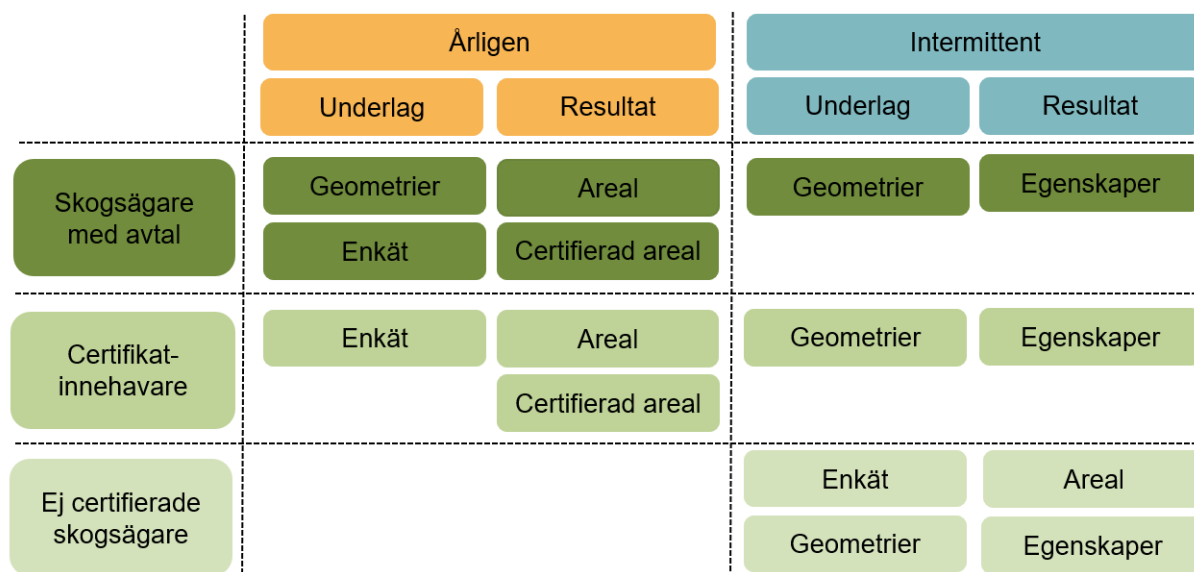 Årligen
Intermittent
Underlag
Resultat
Underlag
Resultat
Skogsägare
med avtal
Geometrier
Areal
Geometrier
Egenskaper
Enkät
Certifierad areal
Certifikat-
innehavare
Enkät
Areal
Geometrier
Egenskaper
Certifierad areal
Ej certifierade
skogsägare
Enkät
Areal
Geometrier
Egenskaper